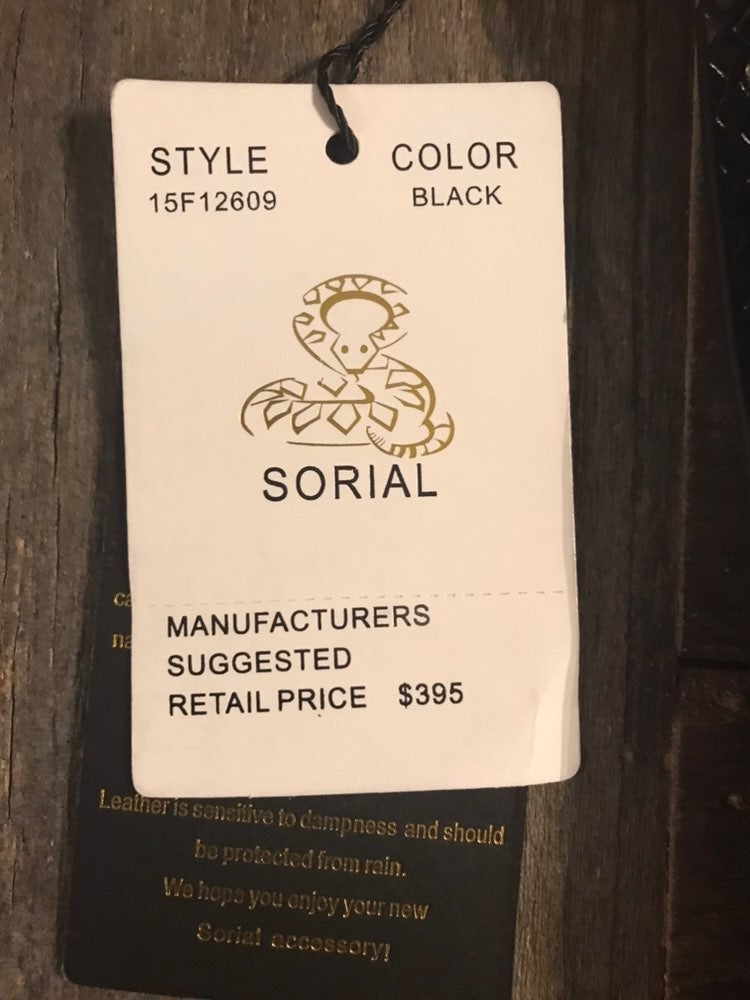 STYLE COLOR
15F12609 BLACK
SORIAL
MANUFACTURERS
SUGGESTED
RETAIL PRICE $395
Leather is sensitive to dampness and should
be protected from rain.
We hope you enjoy your new
Sorial accessory!